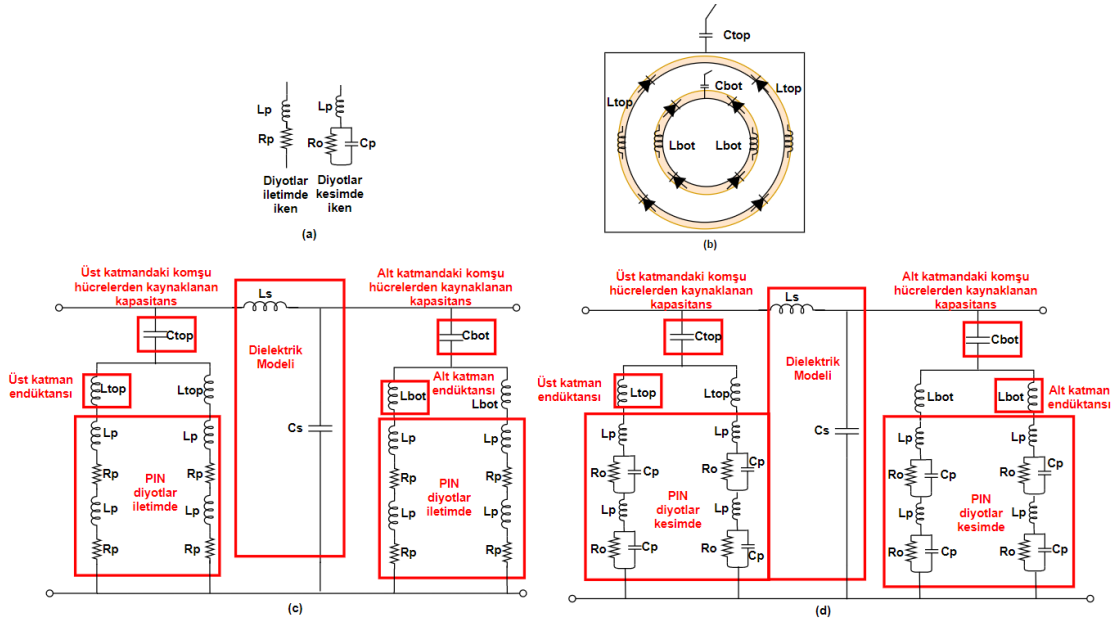 Lp
Rp
Diyotlar
iletimde
iken
Lp
Ro
Cp
Diyotlar
kesimde
iken
(a)
Ctop
Cbot
Ltop
Ltop
Lbot
Lbot
(b)
Üst katmandaki komşu
hücrelerden kaynaklanan
kapasitans
Ls
Alt katmandaki komşu
hücrelerden kaynaklanan
kapasitans
Ctop
Cbot
Dielektrik
Modeli
Üst katman
endüktansı
Ltop
Ltop
Alt katman
endüktansı
Lbot
Lbot
Cs
Lp
Rp
Lp
Rp
Lp
Rp
Lp
Rp
PIN
diyotlar
iletimde
Lp
Rp
Lp
Rp
Lp
Rp
Lp
Rp
PIN
diyotlar
iletimde
(c)
Üst katmandaki komşu
hücrelerden kaynaklanan
kapasitans
Ls
Alt katmandaki komşu
hücrelerden kaynaklanan
kapasitans
Ctop
Cbot
Dielektrik
Modeli
Üst katman
endüktansı
Ltop
Ltop
Lbot
Lbot
Alt katman
endüktansı
Cs
Lp
Ro
Cp
Lp
Ro
Cp
Lp
Ro
Cp
Lp
Ro
Cp
PIN
diyotlar
kesimde
Lp
Ro
Cp
Lp
Ro
Cp
Lp
Ro
Cp
Lp
Ro
Cp
PIN
diyotlar
kesimde
(d)